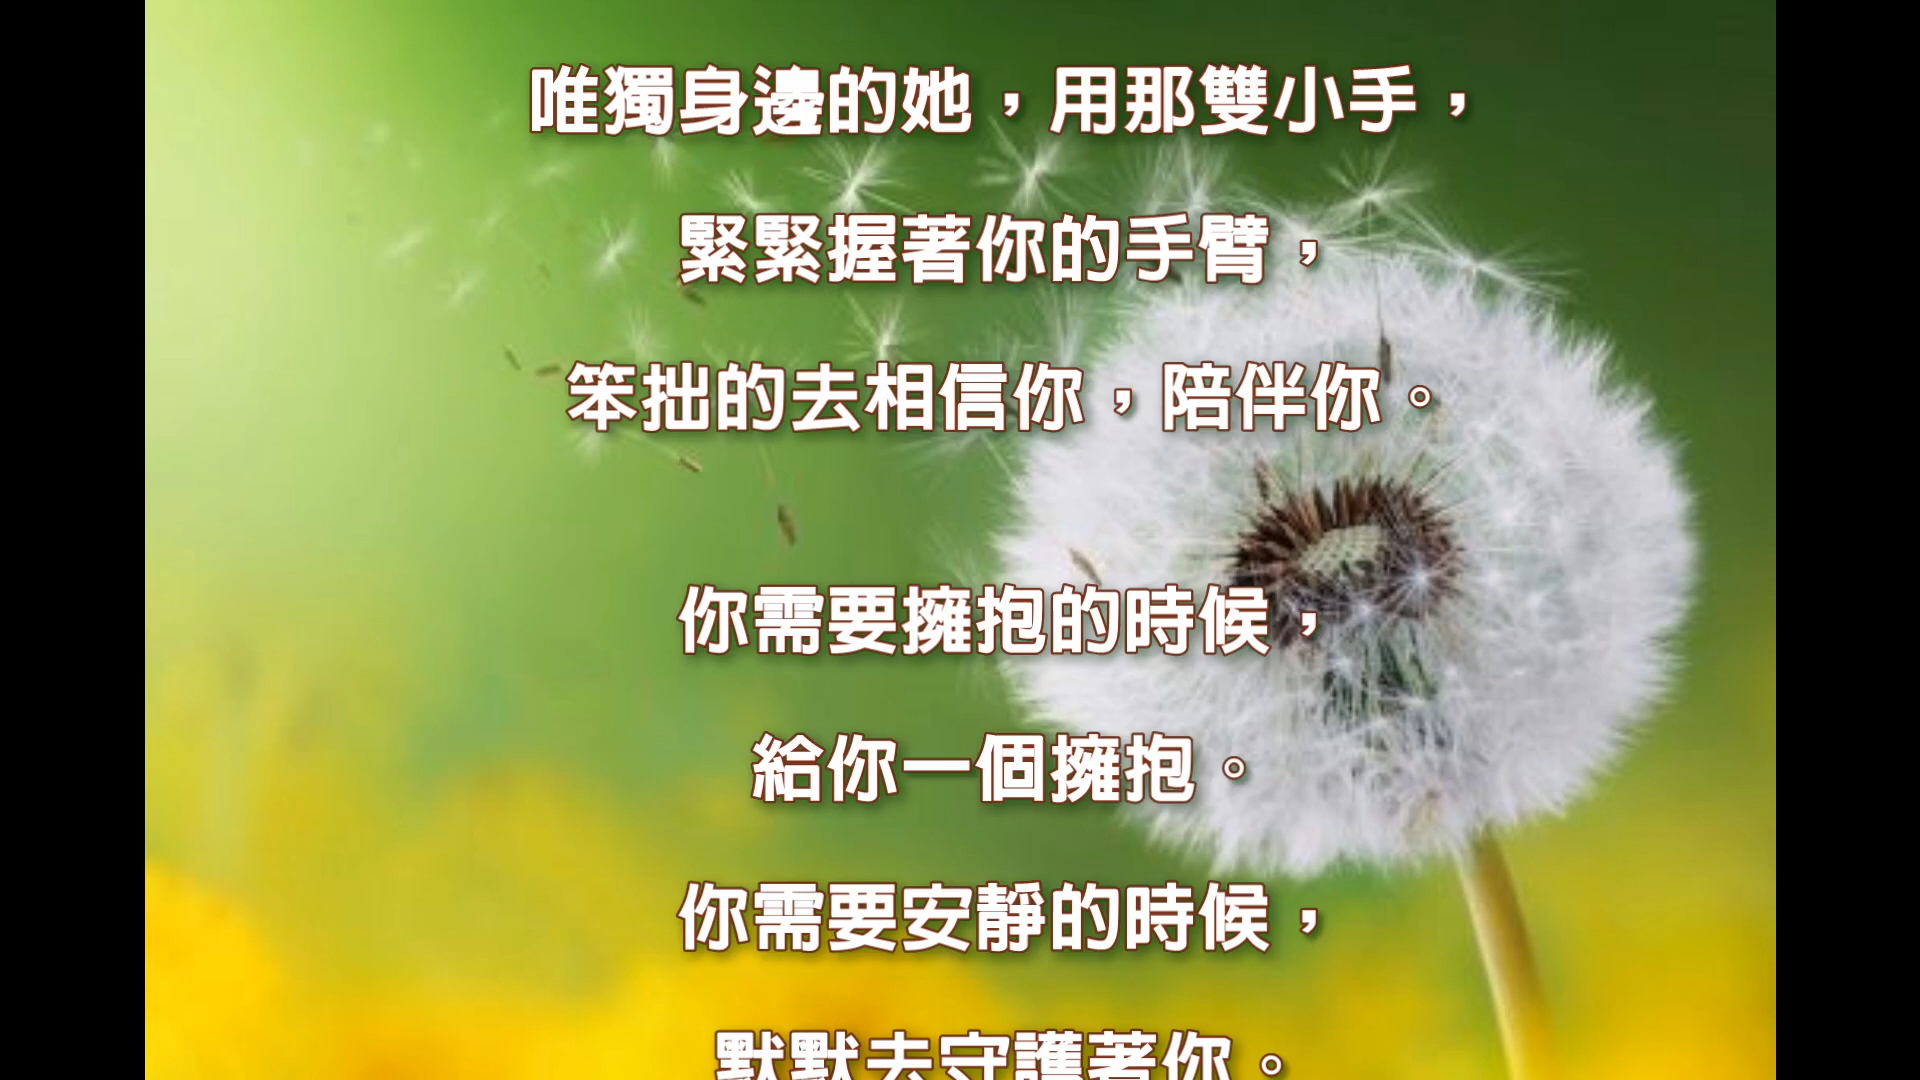 唯獨身邊的她，用那雙小手，
緊緊握著你的手臂，
笨拙的去相信你，陪伴你。
你需要擁抱的時候，
給你一個擁抱。
你需要安靜的時候，
默默去守護著你。